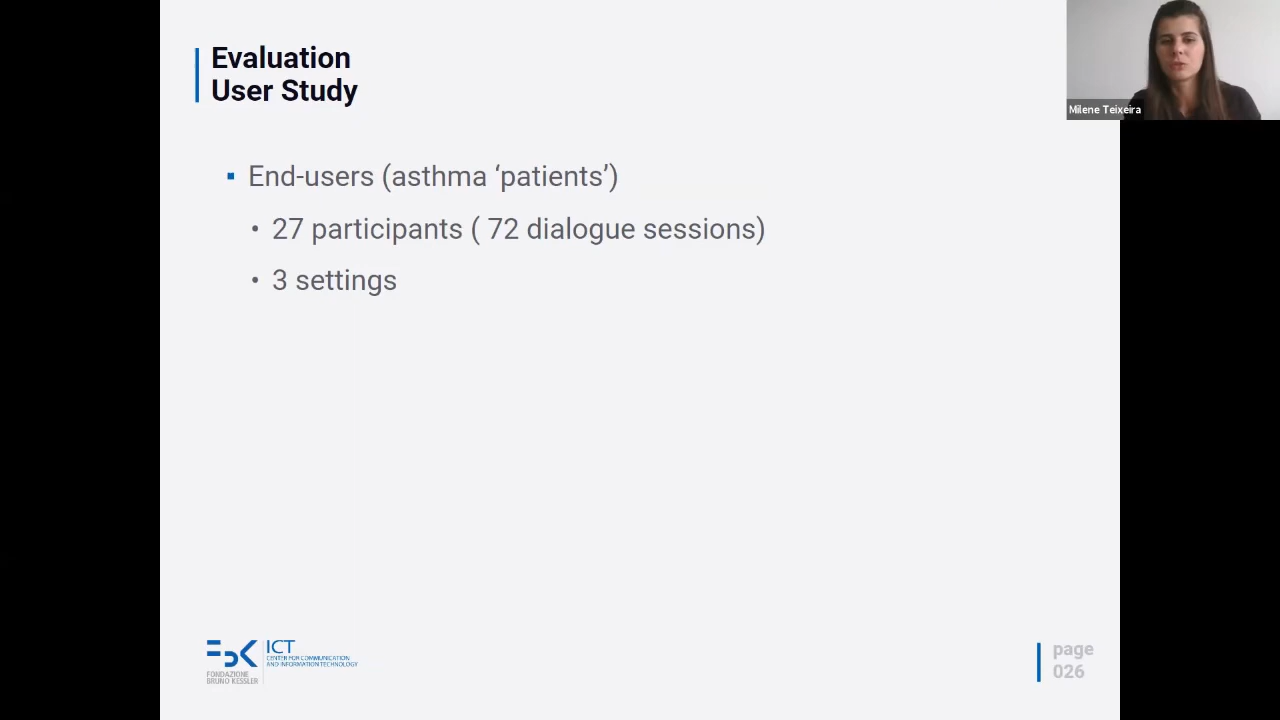 Evaluation
User Study
Milene Teixeira
▪ End-users (asthma ‘patients’)
• 27 participants ( 72 dialogue sessions)
• 3 settings
FBK
FONDAZIONE
BRUNO KESSLER
ICT
CENTER FOR COMMUNICATION
AND INFORMATION TECHNOLOGY
page
026